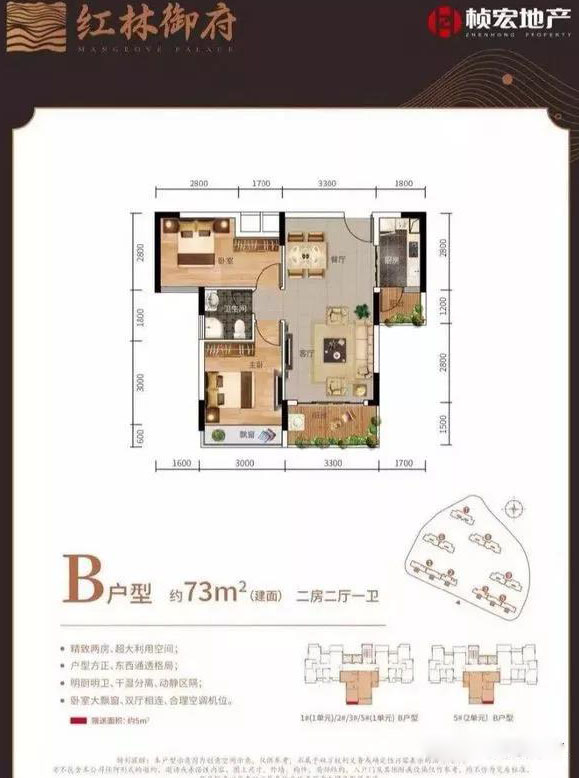 红林御府
MANGROVE PALACE
桢宏地产
ZHENHONG PROPERTY
2800 1700 3300 1800
2800
1800
3000
600
2800
1200
2800
1500
卧室
餐厅
厨房
卫生间
客厅
主卧
阳台
飘窗
1600 3000 3300 1700
B户型 约73m²(建面) 二房二厅一卫
• 精致两房、超大利用空间；
• 户型方正、东西通透格局；
• 明厨明卫、干湿分离、动静区隔；
• 卧室大飘窗、双厅相连、合理空调机位。
赠送面积：约5m²
1#(1单元)/2#/3#/5#(1单元) B户型
5#(2单元) B户型